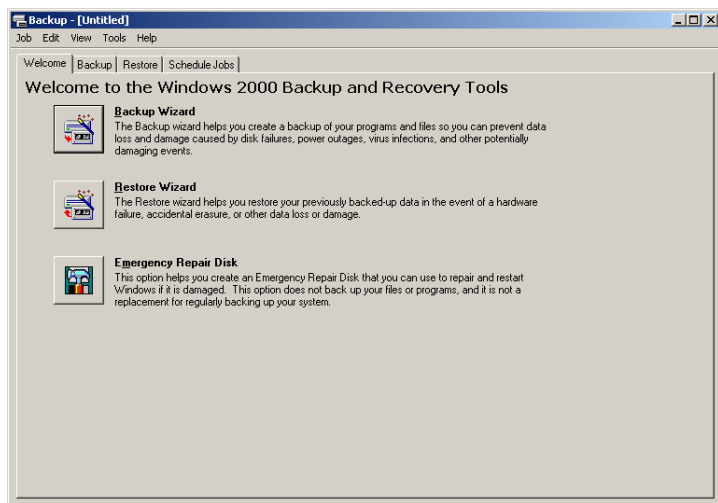 Backup - [Untitled]
Job Edit View Tools Help
Welcome Backup Restore Schedule Jobs
Welcome to the Windows 2000 Backup and Recovery Tools
Backup Wizard
The Backup wizard helps you create a backup of your programs and files so you can prevent data
loss and damage caused by disk failures, power outages, virus infections, and other potentially
damaging events.
Restore Wizard
The Restore wizard helps you restore your previously backed-up data in the event of a hardware
failure, accidental erasure, or other data loss or damage.
Emergency Repair Disk
This option helps you create an Emergency Repair Disk that you can use to repair and restart
Windows if it is damaged. This option does not back up your files or programs, and it is not a
replacement for regularly backing up your system.